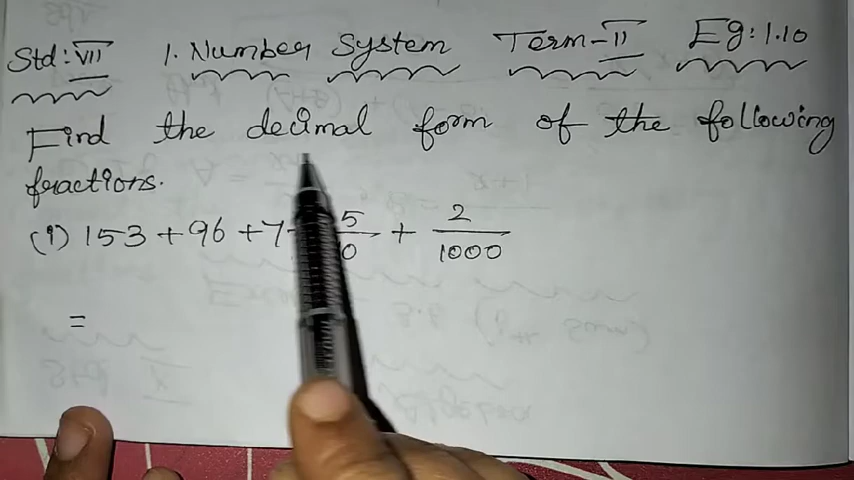 Std: VII 1. Number System Term-II Eg: 1.10
Find the decimal form of the following
fractions.
(i) 153 + 96 + 7 5/ + 2/1000
=